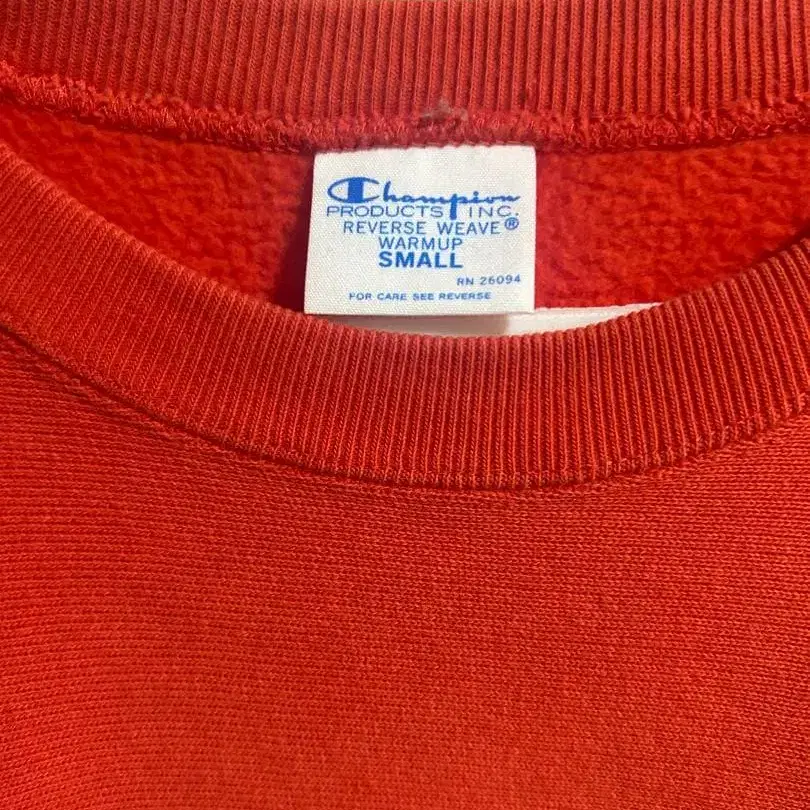 Champion
PRODUCTS INC.
REVERSE WEAVE®
WARMUP
SMALL
RN 26094
FOR CARE SEE REVERSE